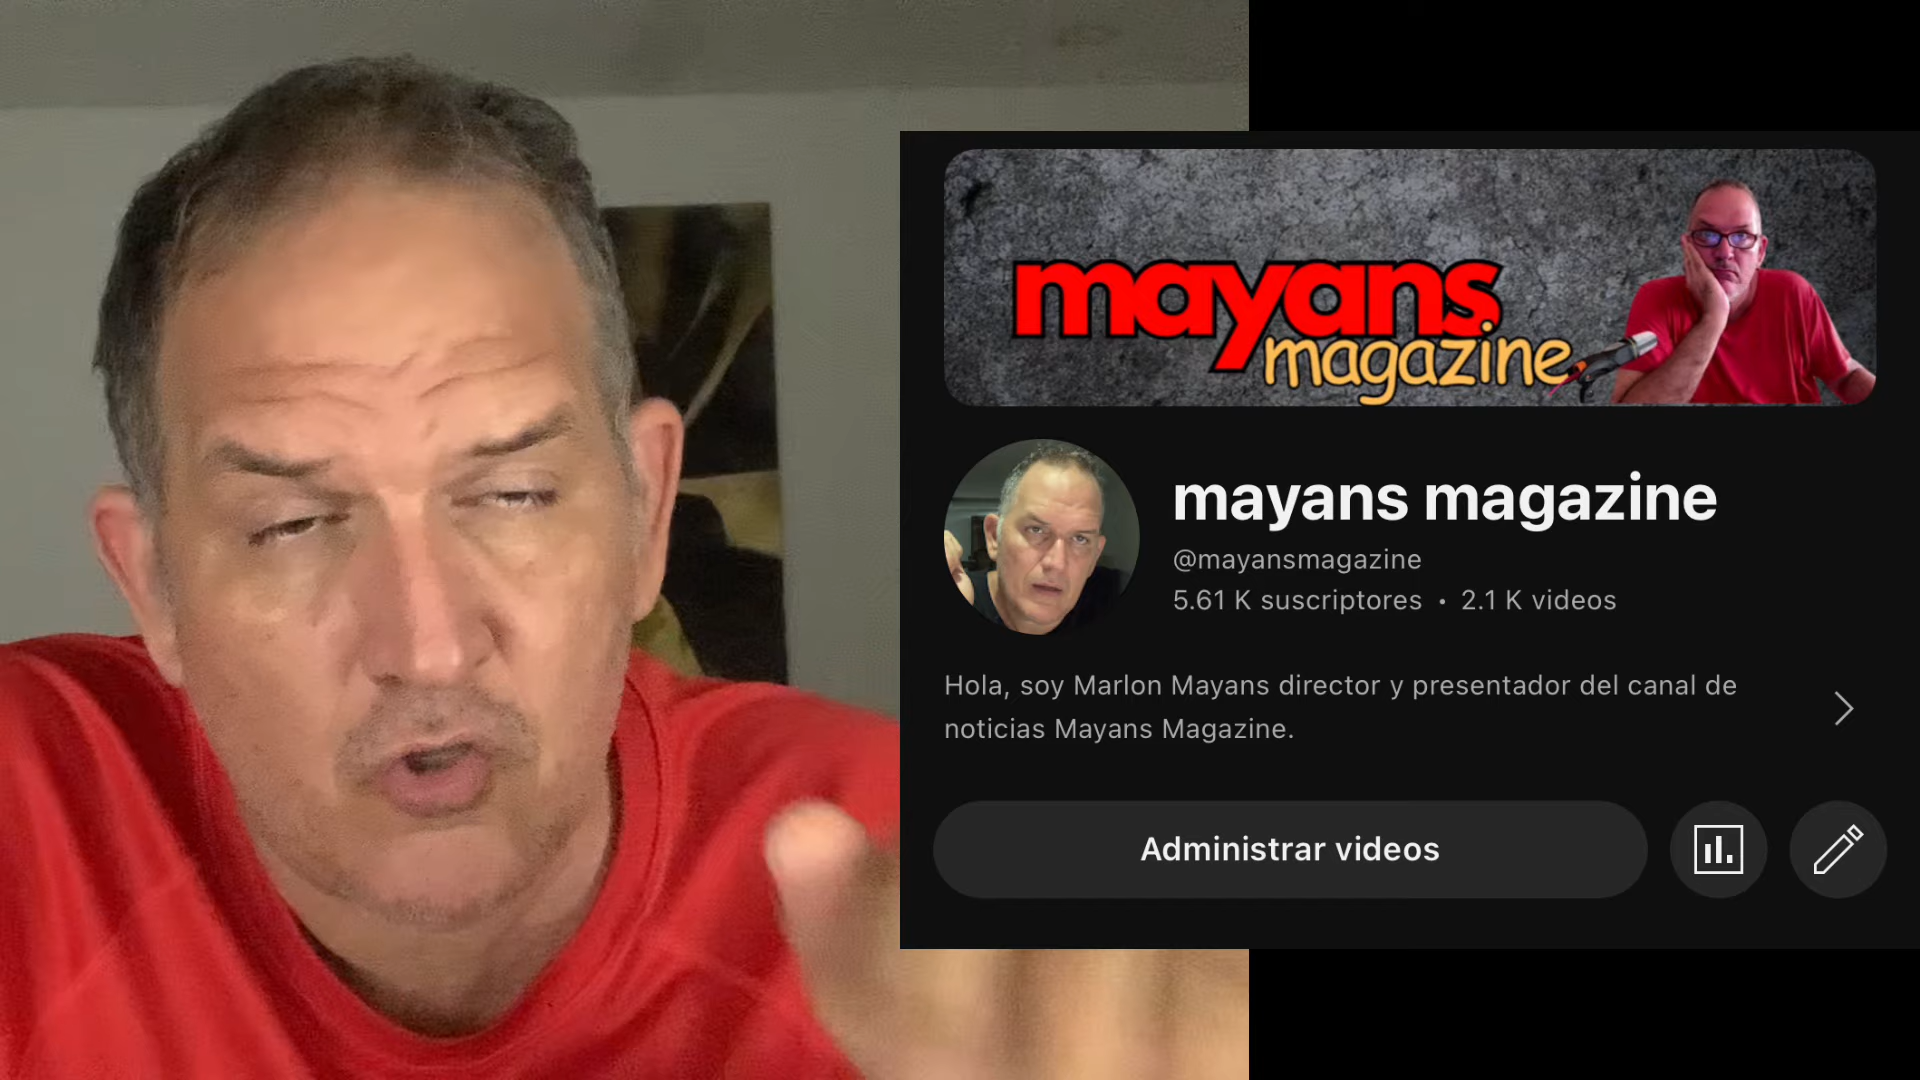 mayans
magazine
mayans magazine
@mayansmagazine
5.61 K suscriptores • 2.1 K videos
Hola, soy Marlon Mayans director y presentador del canal de
noticias Mayans Magazine.
Administrar videos